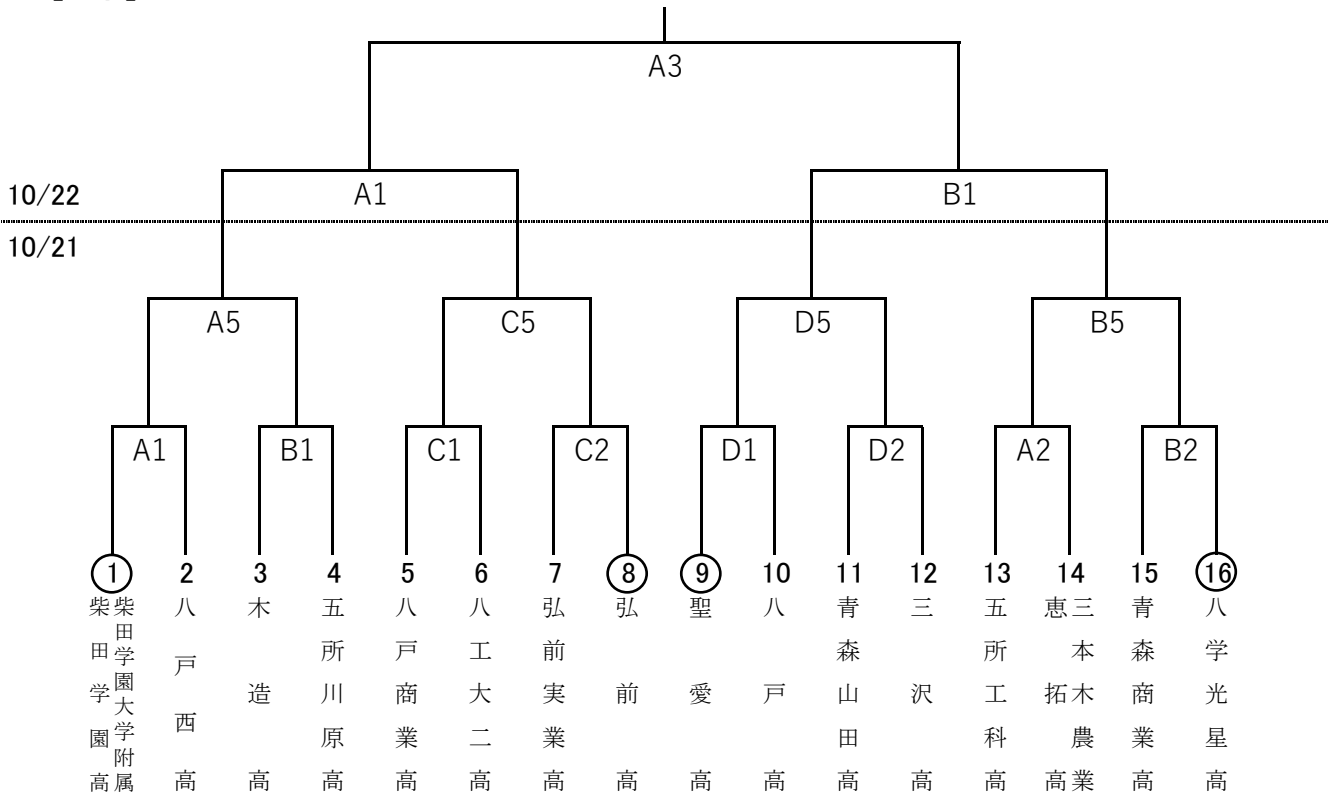 A3
10/22
A1
B1
10/21
A5
C5
D5
B5
A1
B1
C1
C2
D1
D2
A2
B2
① 2 3 4 5 6 7 ⑧ ⑨ 10 11 12 13 14 15 ⑯
柴田学園大学附属
柴田学園高
八戸西高
木造高
五所川原高
八戸商業高
八工大二高
弘前実業高
弘前高
聖愛高
八戸高
青森山田高
三沢高
五所工科高
三本木農業
恵拓高
青森商業高
八学光星高